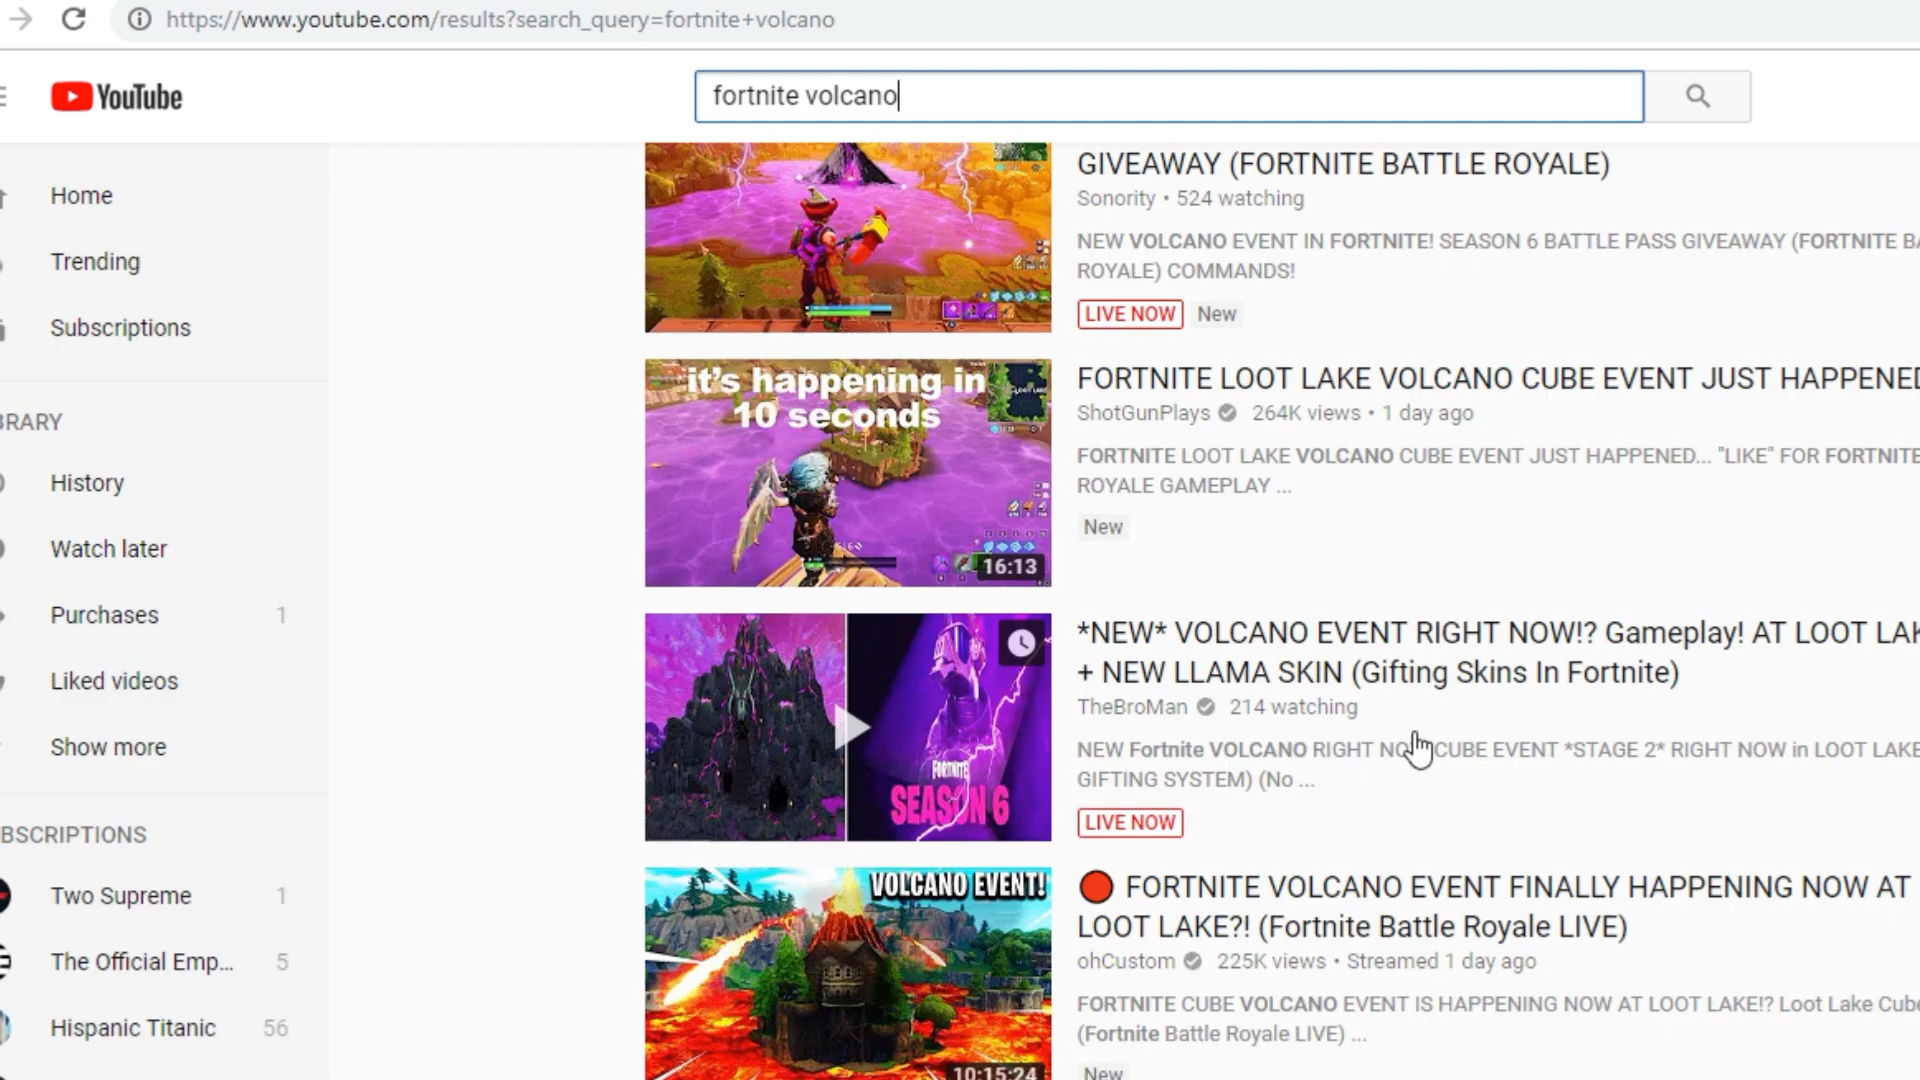 https://www.youtube.com/results?search_query=fortnite+volcano
YouTube
fortnite volcano
Home
Trending
Subscriptions
BRARY
History
Watch later
Purchases 1
Liked videos
Show more
BSCRIPTIONS
Two Supreme 1
The Official Emp... 5
Hispanic Titanic 56
GIVEAWAY (FORTNITE BATTLE ROYALE)
Sonority • 524 watching
NEW VOLCANO EVENT IN FORTNITE! SEASON 6 BATTLE PASS GIVEAWAY (FORTNITE BA
ROYALE) COMMANDS!
LIVE NOW New
it's happening in
10 seconds
16:13
FORTNITE LOOT LAKE VOLCANO CUBE EVENT JUST HAPPENED
ShotGunPlays 264K views • 1 day ago
FORTNITE LOOT LAKE VOLCANO CUBE EVENT JUST HAPPENED... "LIKE" FOR FORTNITE
ROYALE GAMEPLAY ...
New
FORTNITE
SEASON 6
*NEW* VOLCANO EVENT RIGHT NOW!? Gameplay! AT LOOT LAK
+ NEW LLAMA SKIN (Gifting Skins In Fortnite)
TheBroMan 214 watching
NEW Fortnite VOLCANO RIGHT NO CUBE EVENT *STAGE 2* RIGHT NOW in LOOT LAKE
GIFTING SYSTEM) (No ...
LIVE NOW
VOLCANO EVENT!
10:15:24
FORTNITE VOLCANO EVENT FINALLY HAPPENING NOW AT
LOOT LAKE?! (Fortnite Battle Royale LIVE)
ohCustom 225K views • Streamed 1 day ago
FORTNITE CUBE VOLCANO EVENT IS HAPPENING NOW AT LOOT LAKE!? Loot Lake Cube
(Fortnite Battle Royale LIVE) ...
New